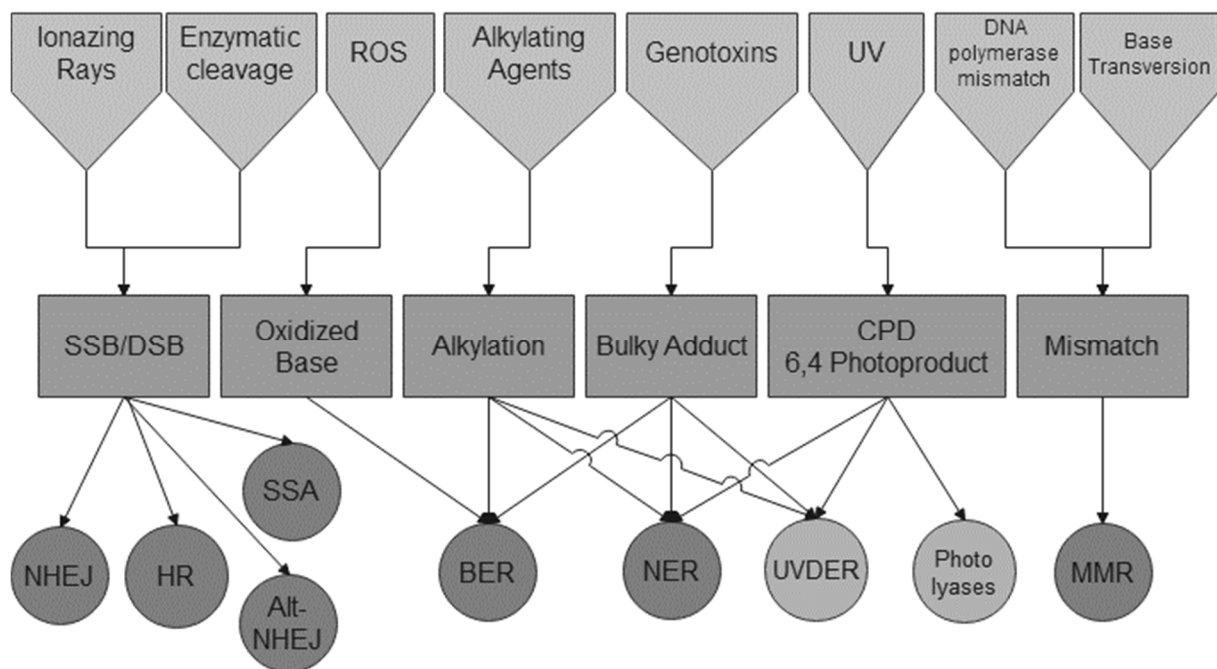 Ionazing
Rays
Enzymatic
cleavage
ROS
Alkylating
Agents
Genotoxins
UV
DNA
polymerase
mismatch
Base
Transversion
SSB/DSB
Oxidized
Base
Alkylation
Bulky Adduct
CPD
6,4 Photoproduct
Mismatch
SSA
NHEJ
HR
Alt-
NHEJ
BER
NER
UVDER
Photo
lyases
MMR